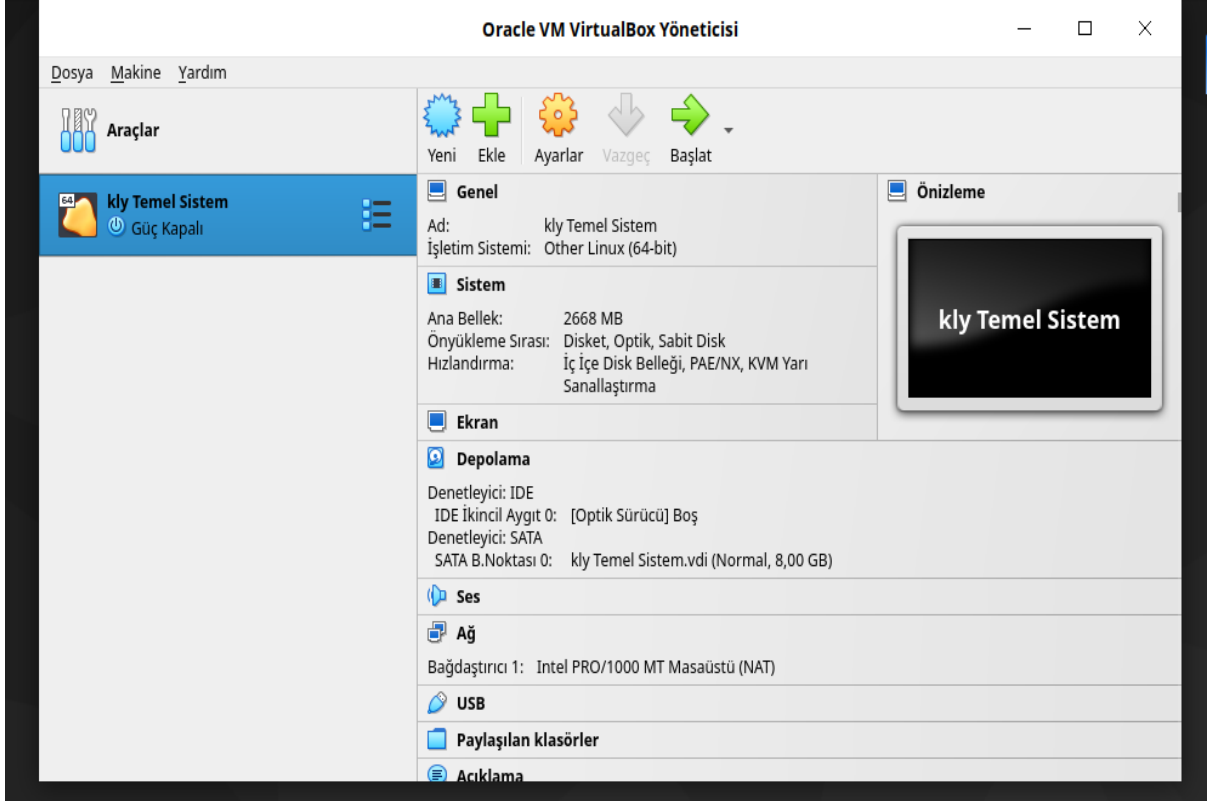 Oracle VM VirtualBox Yöneticisi
Dosya Makine Yardım
Araçlar
Yeni Ekle Ayarlar Vazgeç Başlat
64
kly Temel Sistem
Güç Kapalı
Genel
Ad: kly Temel Sistem
İşletim Sistemi: Other Linux (64-bit)
Sistem
Ana Bellek: 2668 MB
Önyükleme Sırası: Disket, Optik, Sabit Disk
Hızlandırma: İç İçe Disk Belleği, PAE/NX, KVM Yarı
Sanallaştırma
Ekran
Önizleme
kly Temel Sistem
Depolama
Denetleyici: IDE
IDE İkincil Aygıt 0: [Optik Sürücü] Boş
Denetleyici: SATA
SATA B.Noktası 0: kly Temel Sistem.vdi (Normal, 8,00 GB)
Ses
Ağ
Bağdaştırıcı 1: Intel PRO/1000 MT Masaüstü (NAT)
USB
Paylaşılan klasörler
Açıklama